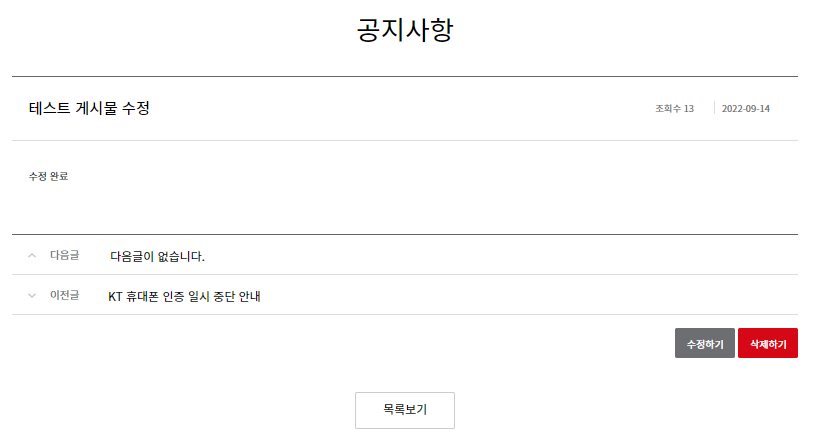 공지사항
테스트 게시물 수정
조회수 13
2022-09-14
수정 완료
다음글 다음글이 없습니다.
이전글 KT 휴대폰 인증 일시 중단 안내
수정하기 삭제하기
목록보기